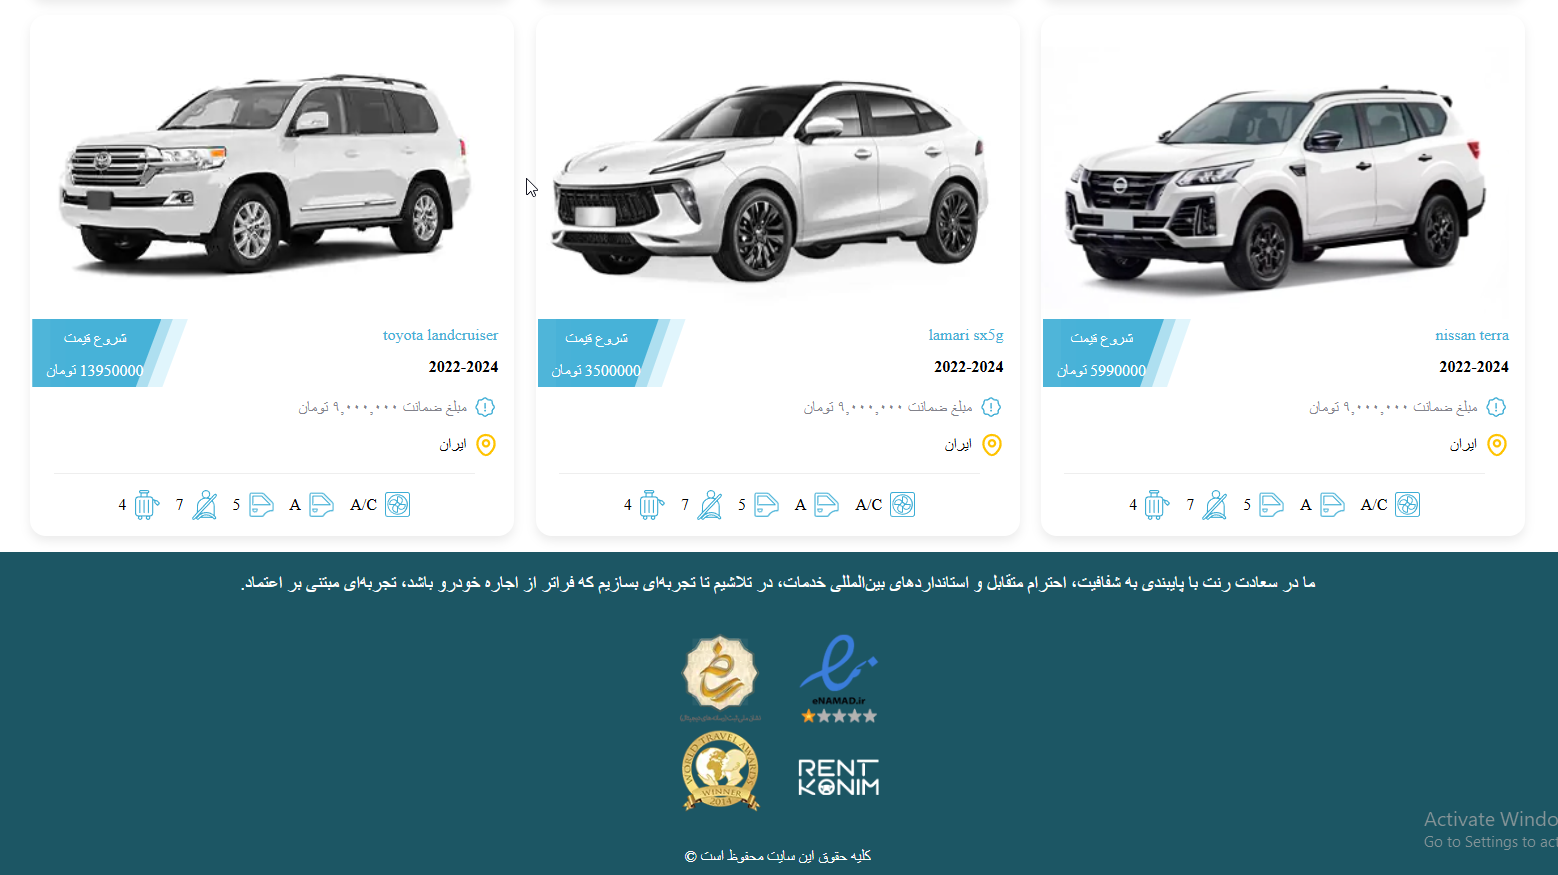 nissan terra
2022-2024
شروع قیمت
5990000 تومان
مبلغ ضمانت ۹,۰۰۰,۰۰۰ تومان
ایران
A/C A 5 7 4
lamari sx5g
2022-2024
شروع قیمت
3500000 تومان
مبلغ ضمانت ۹,۰۰۰,۰۰۰ تومان
ایران
A/C A 5 7 4
toyota landcruiser
2022-2024
شروع قیمت
13950000 تومان
مبلغ ضمانت ۹,۰۰۰,۰۰۰ تومان
ایران
A/C A 5 7 4
ما در سعادت رنت با پایبندی به شفافیت، احترام متقابل و استانداردهای بین‌المللی خدمات، در تلاشیم تا تجربه‌ای بسازیم که فراتر از اجاره خودرو باشد، تجربه‌ای مبتنی بر اعتماد.
eNAMAD.ir
RENT
KONIM
WORLD TRAVEL AWARDS
WINNER
2014
کلیه حقوق این سایت محفوظ است ©
Activate Windo
Go to Settings to act